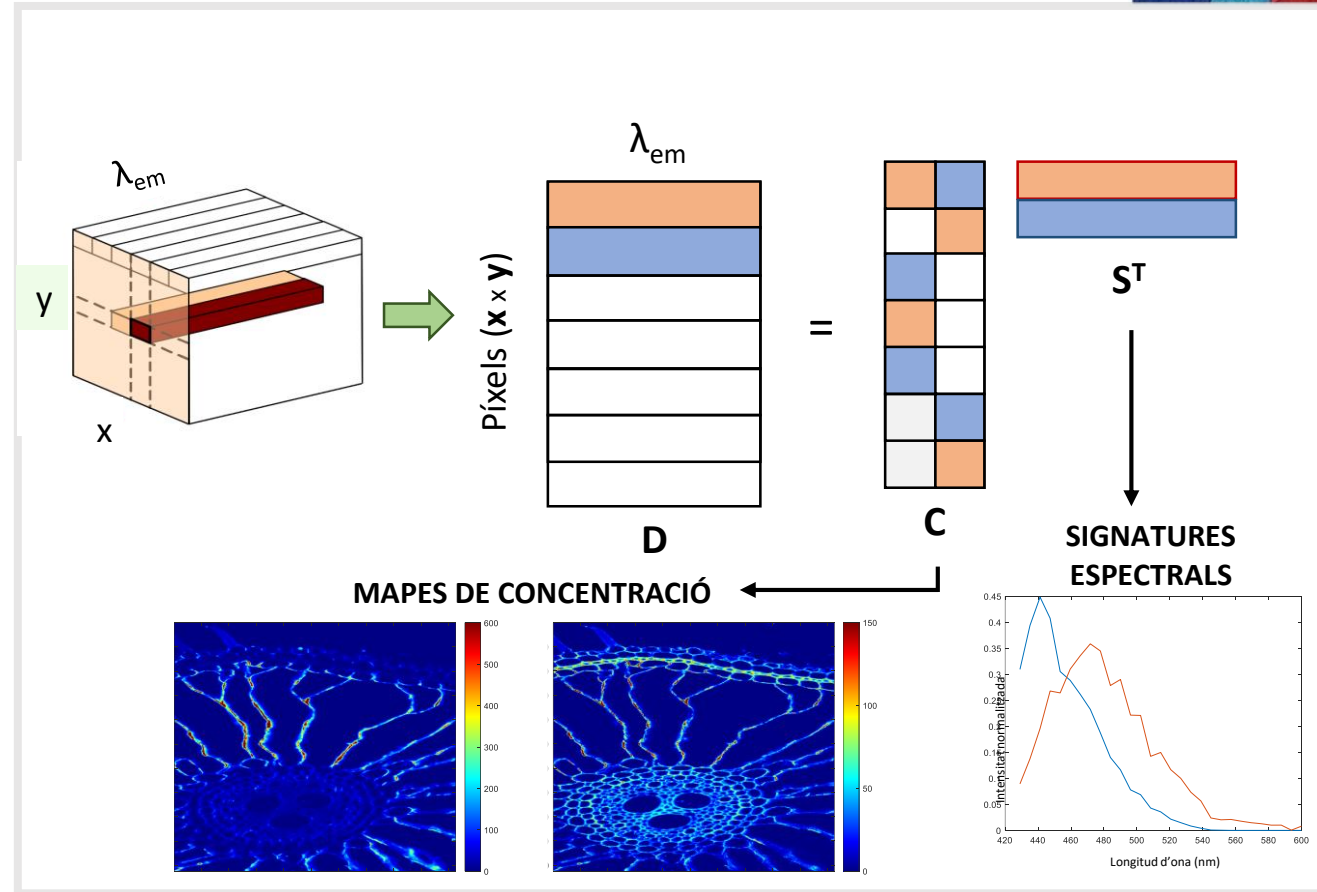 λem
y
x
λem
Píxels (x x y)
D
=
C
Sᵀ
SIGNATURES
ESPECTRALS
MAPES DE CONCENTRACIÓ
600
500
400
300
200
100
0
150
100
50
0
0.45
0.4
0.35
0.3
0.25
0.2
0.15
0.1
0.05
0
Intensitat normalitzada
420
440
460
480
500
520
540
560
580
600
Longitud d'ona (nm)